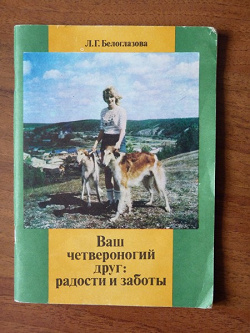 Л.Г. Белоглазова
Ваш
четвероногий
друг:
радости и заботы